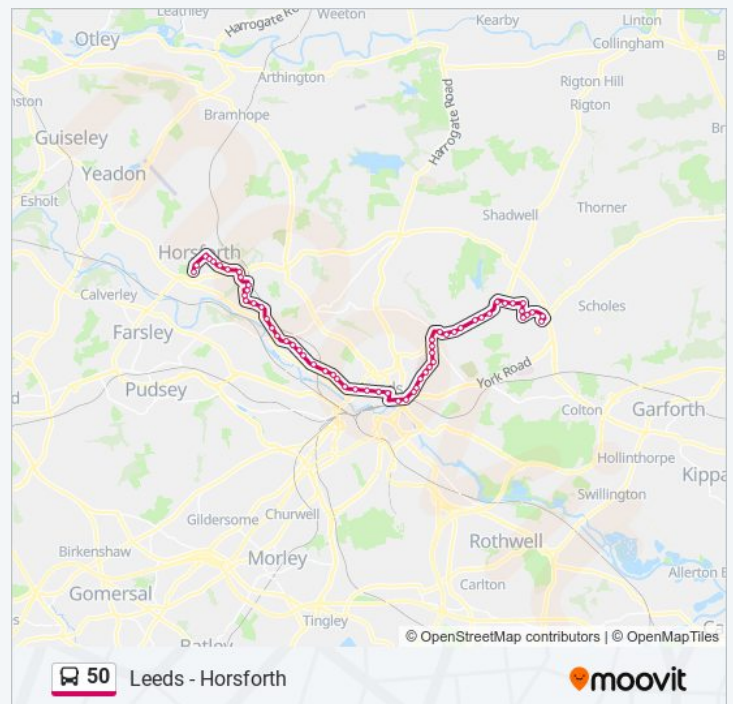 Leathley
Harrogate Ro
Weeton
Kearby
Linton
Otley
Collingham
Arthington
Rigton Hill
Rigton
Harrogate Road
Bramhope
Guiseley
Yeadon
Esholt
Shadwell
Thorner
Horsforth
Calverley
Scholes
Farsley
Pudsey
York Road
Colton
Garforth
Hollinthorpe
Kippa
Swillington
Gildersome
Churwell
Rothwell
Birkenshaw
Morley
Gomersal
Carlton
Allerton B
Tingley
Batley
© OpenStreetMap contributors | © OpenMapTiles
50 Leeds - Horsforth
moovit